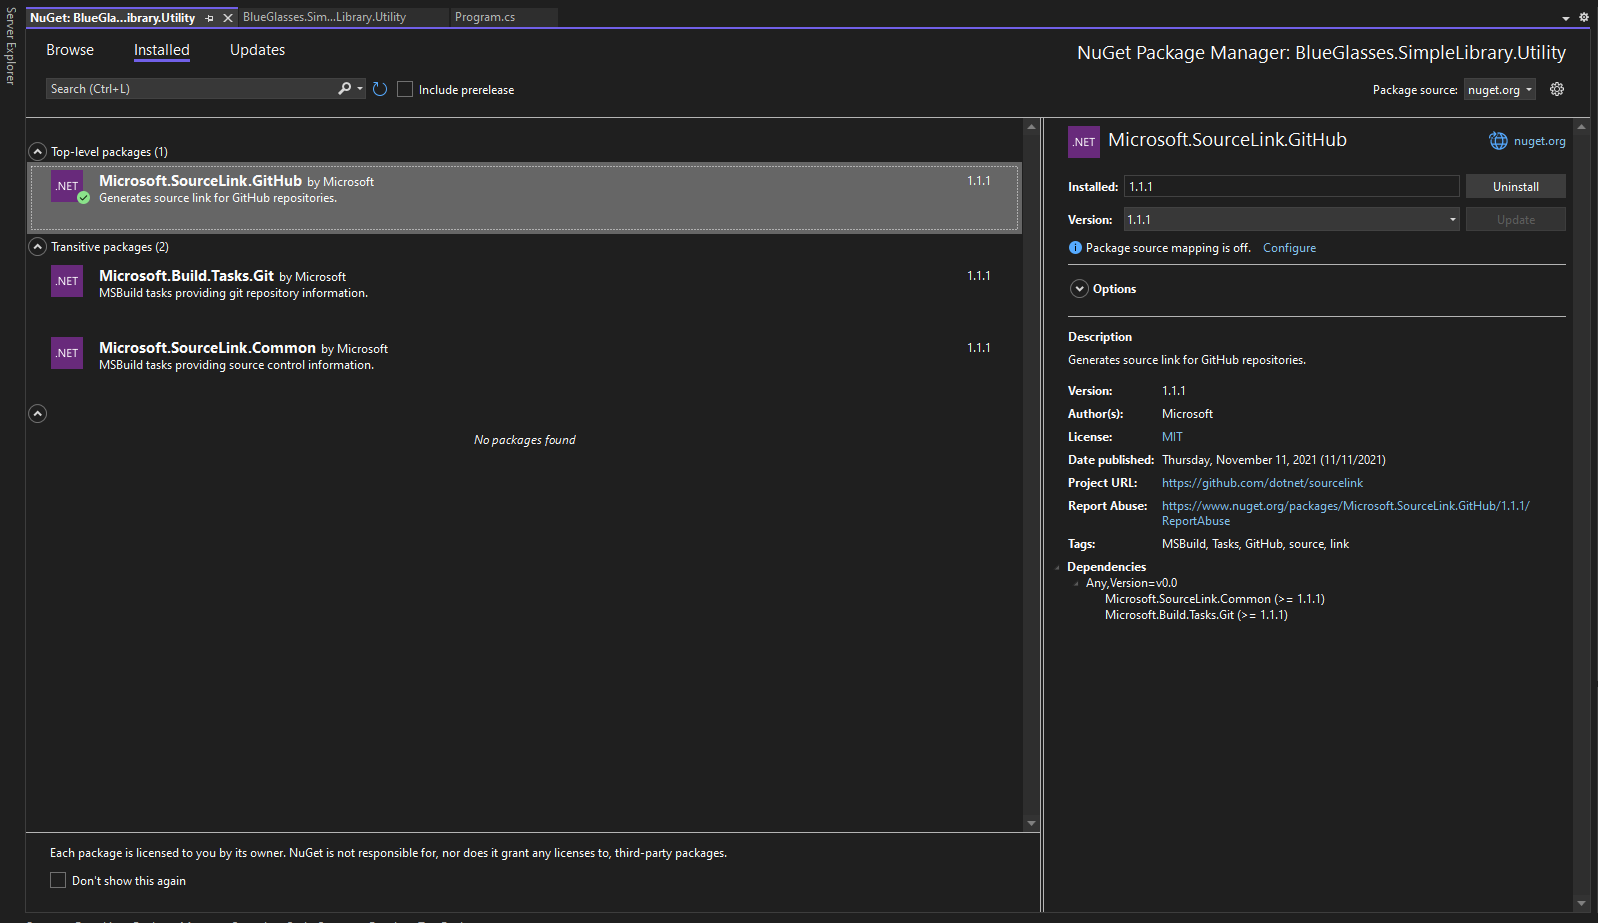 Server Explorer
NuGet: BlueGla...ibrary.Utility
BlueGlasses.Sim...Library.Utility
Program.cs
Browse
Installed
Updates
NuGet Package Manager: BlueGlasses.SimpleLibrary.Utility
Search (Ctrl+L)
Include prerelease
Package source: nuget.org
Top-level packages (1)
.NET
Microsoft.SourceLink.GitHub by Microsoft
1.1.1
Generates source link for GitHub repositories.
Transitive packages (2)
.NET
Microsoft.Build.Tasks.Git by Microsoft
1.1.1
MSBuild tasks providing git repository information.
.NET
Microsoft.SourceLink.Common by Microsoft
1.1.1
MSBuild tasks providing source control information.
No packages found
Each package is licensed to you by its owner. NuGet is not responsible for, nor does it grant any licenses to, third-party packages.
Don't show this again
.NET
Microsoft.SourceLink.GitHub
nuget.org
Installed: 1.1.1
Uninstall
Version: 1.1.1
Update
Package source mapping is off. Configure
Options
Description
Generates source link for GitHub repositories.
Version: 1.1.1
Author(s): Microsoft
License: MIT
Date published: Thursday, November 11, 2021 (11/11/2021)
Project URL: https://github.com/dotnet/sourcelink
Report Abuse: https://www.nuget.org/packages/Microsoft.SourceLink.GitHub/1.1.1/
ReportAbuse
Tags: MSBuild, Tasks, GitHub, source, link
Dependencies
Any,Version=v0.0
Microsoft.SourceLink.Common (>= 1.1.1)
Microsoft.Build.Tasks.Git (>= 1.1.1)